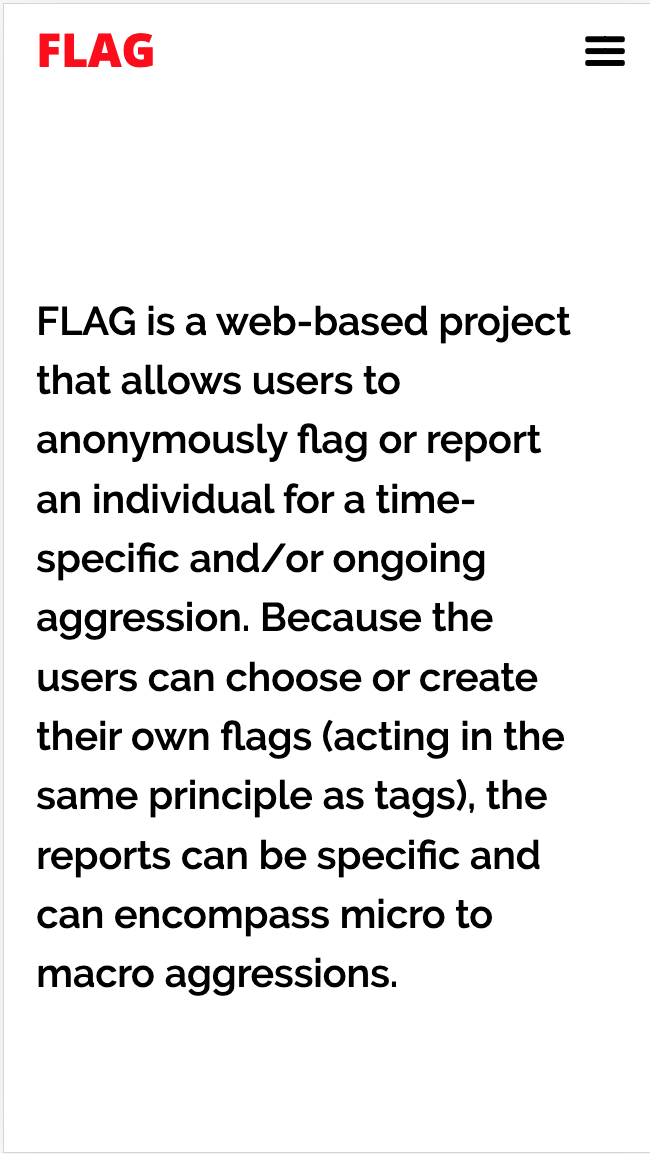 FLAG
FLAG is a web-based project
that allows users to
anonymously flag or report
an individual for a time-
specific and/or ongoing
aggression. Because the
users can choose or create
their own flags (acting in the
same principle as tags), the
reports can be specific and
can encompass micro to
macro aggressions.